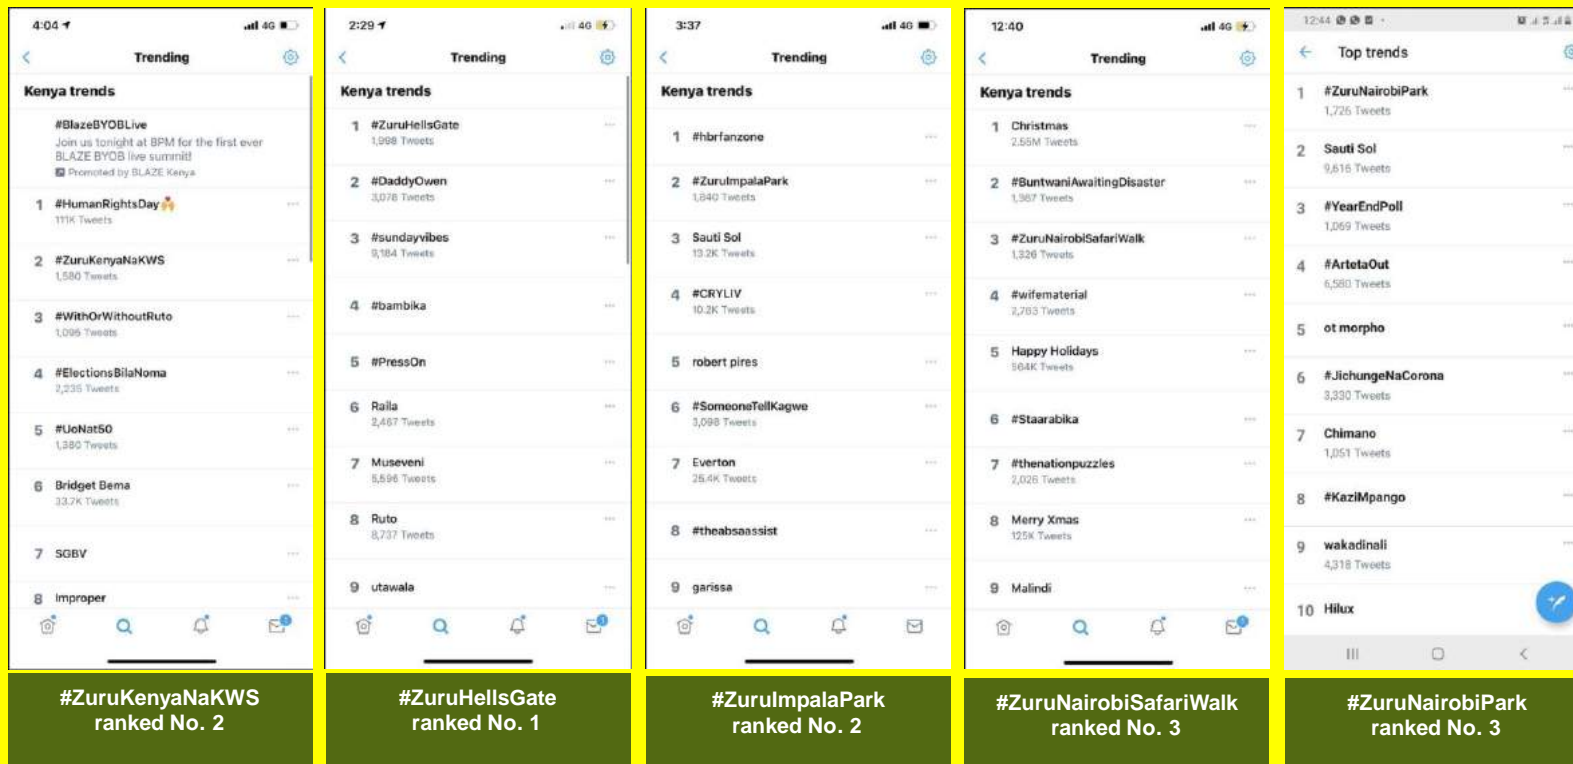 4:04
4G
Trending
Kenya trends
#BlazeBYOBLive
Join us tonight at 8PM for the first ever
BLAZE BYOB live summit!
Promoted by BLAZE Kenya
1 #HumanRightsDay
111K Tweets
2 #ZuruKenyaNaKWS
1,580 Tweets
3 #WithOrWithoutRuto
1,096 Tweets
4 #ElectionsBilaNoma
2,235 Tweets
5 #UoNat50
1,380 Tweets
6 Bridget Bema
33.7K Tweets
7 SGBV
8 Improper
#ZuruKenyaNaKWS
ranked No. 2
2:29
4G
Trending
Kenya trends
1 #ZuruHellsGate
1,998 Tweets
2 #DaddyOwen
3,078 Tweets
3 #sundayvibes
9,184 Tweets
4 #bambika
5 #PressOn
6 Raila
2,467 Tweets
7 Museveni
5,596 Tweets
8 Ruto
8,737 Tweets
9 utawala
#ZuruHellsGate
ranked No. 1
3:37
4G
Trending
Kenya trends
1 #hbrfanzone
2 #ZuruImpalaPark
1,840 Tweets
3 Sauti Sol
13.2K Tweets
4 #CRYLIV
10.2K Tweets
5 robert pires
6 #SomeoneTellKagwe
3,098 Tweets
7 Everton
25.4K Tweets
8 #theabsaassist
9 garissa
#ZuruImpalaPark
ranked No. 2
12:40
4G
Trending
Kenya trends
1 Christmas
2.55M Tweets
2 #BuntwaniAwaitingDisaster
1,367 Tweets
3 #ZuruNairobiSafariWalk
1,326 Tweets
4 #wifematerial
2,763 Tweets
5 Happy Holidays
564K Tweets
6 #Staarabika
7 #thenationpuzzles
2,026 Tweets
8 Merry Xmas
125K Tweets
9 Malindi
#ZuruNairobiSafariWalk
ranked No. 3
12:44
Top trends
1 #ZuruNairobiPark
1,726 Tweets
2 Sauti Sol
9,616 Tweets
3 #YearEndPoll
1,069 Tweets
4 #ArtetaOut
6,580 Tweets
5 ot morpho
6 #JichungeNaCorona
3,330 Tweets
7 Chimano
1,051 Tweets
8 #KaziMpango
9 wakadinali
4,318 Tweets
10 Hilux
#ZuruNairobiPark
ranked No. 3